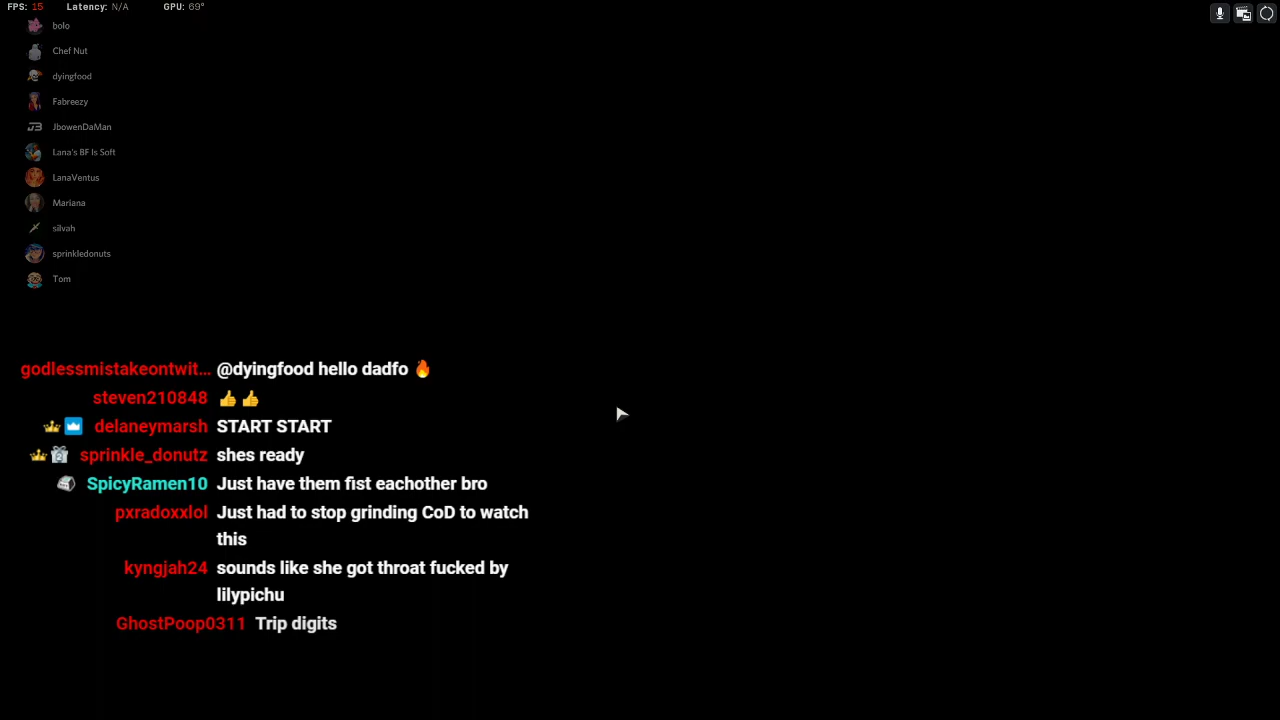 FPS: 15 Latency: N/A GPU: 69°
bolo
Chef Nut
dyingfood
Fabreezy
JB JbowenDaMan
Lana's BF Is Soft
LanaVentus
Mariana
silvah
sprinkledonuts
Tom
godlessmistakeontwit... @dyingfood hello dadfo 🔥
steven210848 👍👍
delaneymarsh START START
2 sprinkle_donutz shes ready
SpicyRamen10 Just have them fist eachother bro
pxradoxxlol Just had to stop grinding CoD to watch
this
kyngjah24 sounds like she got throat fucked by
lilypichu
GhostPoop0311 Trip digits